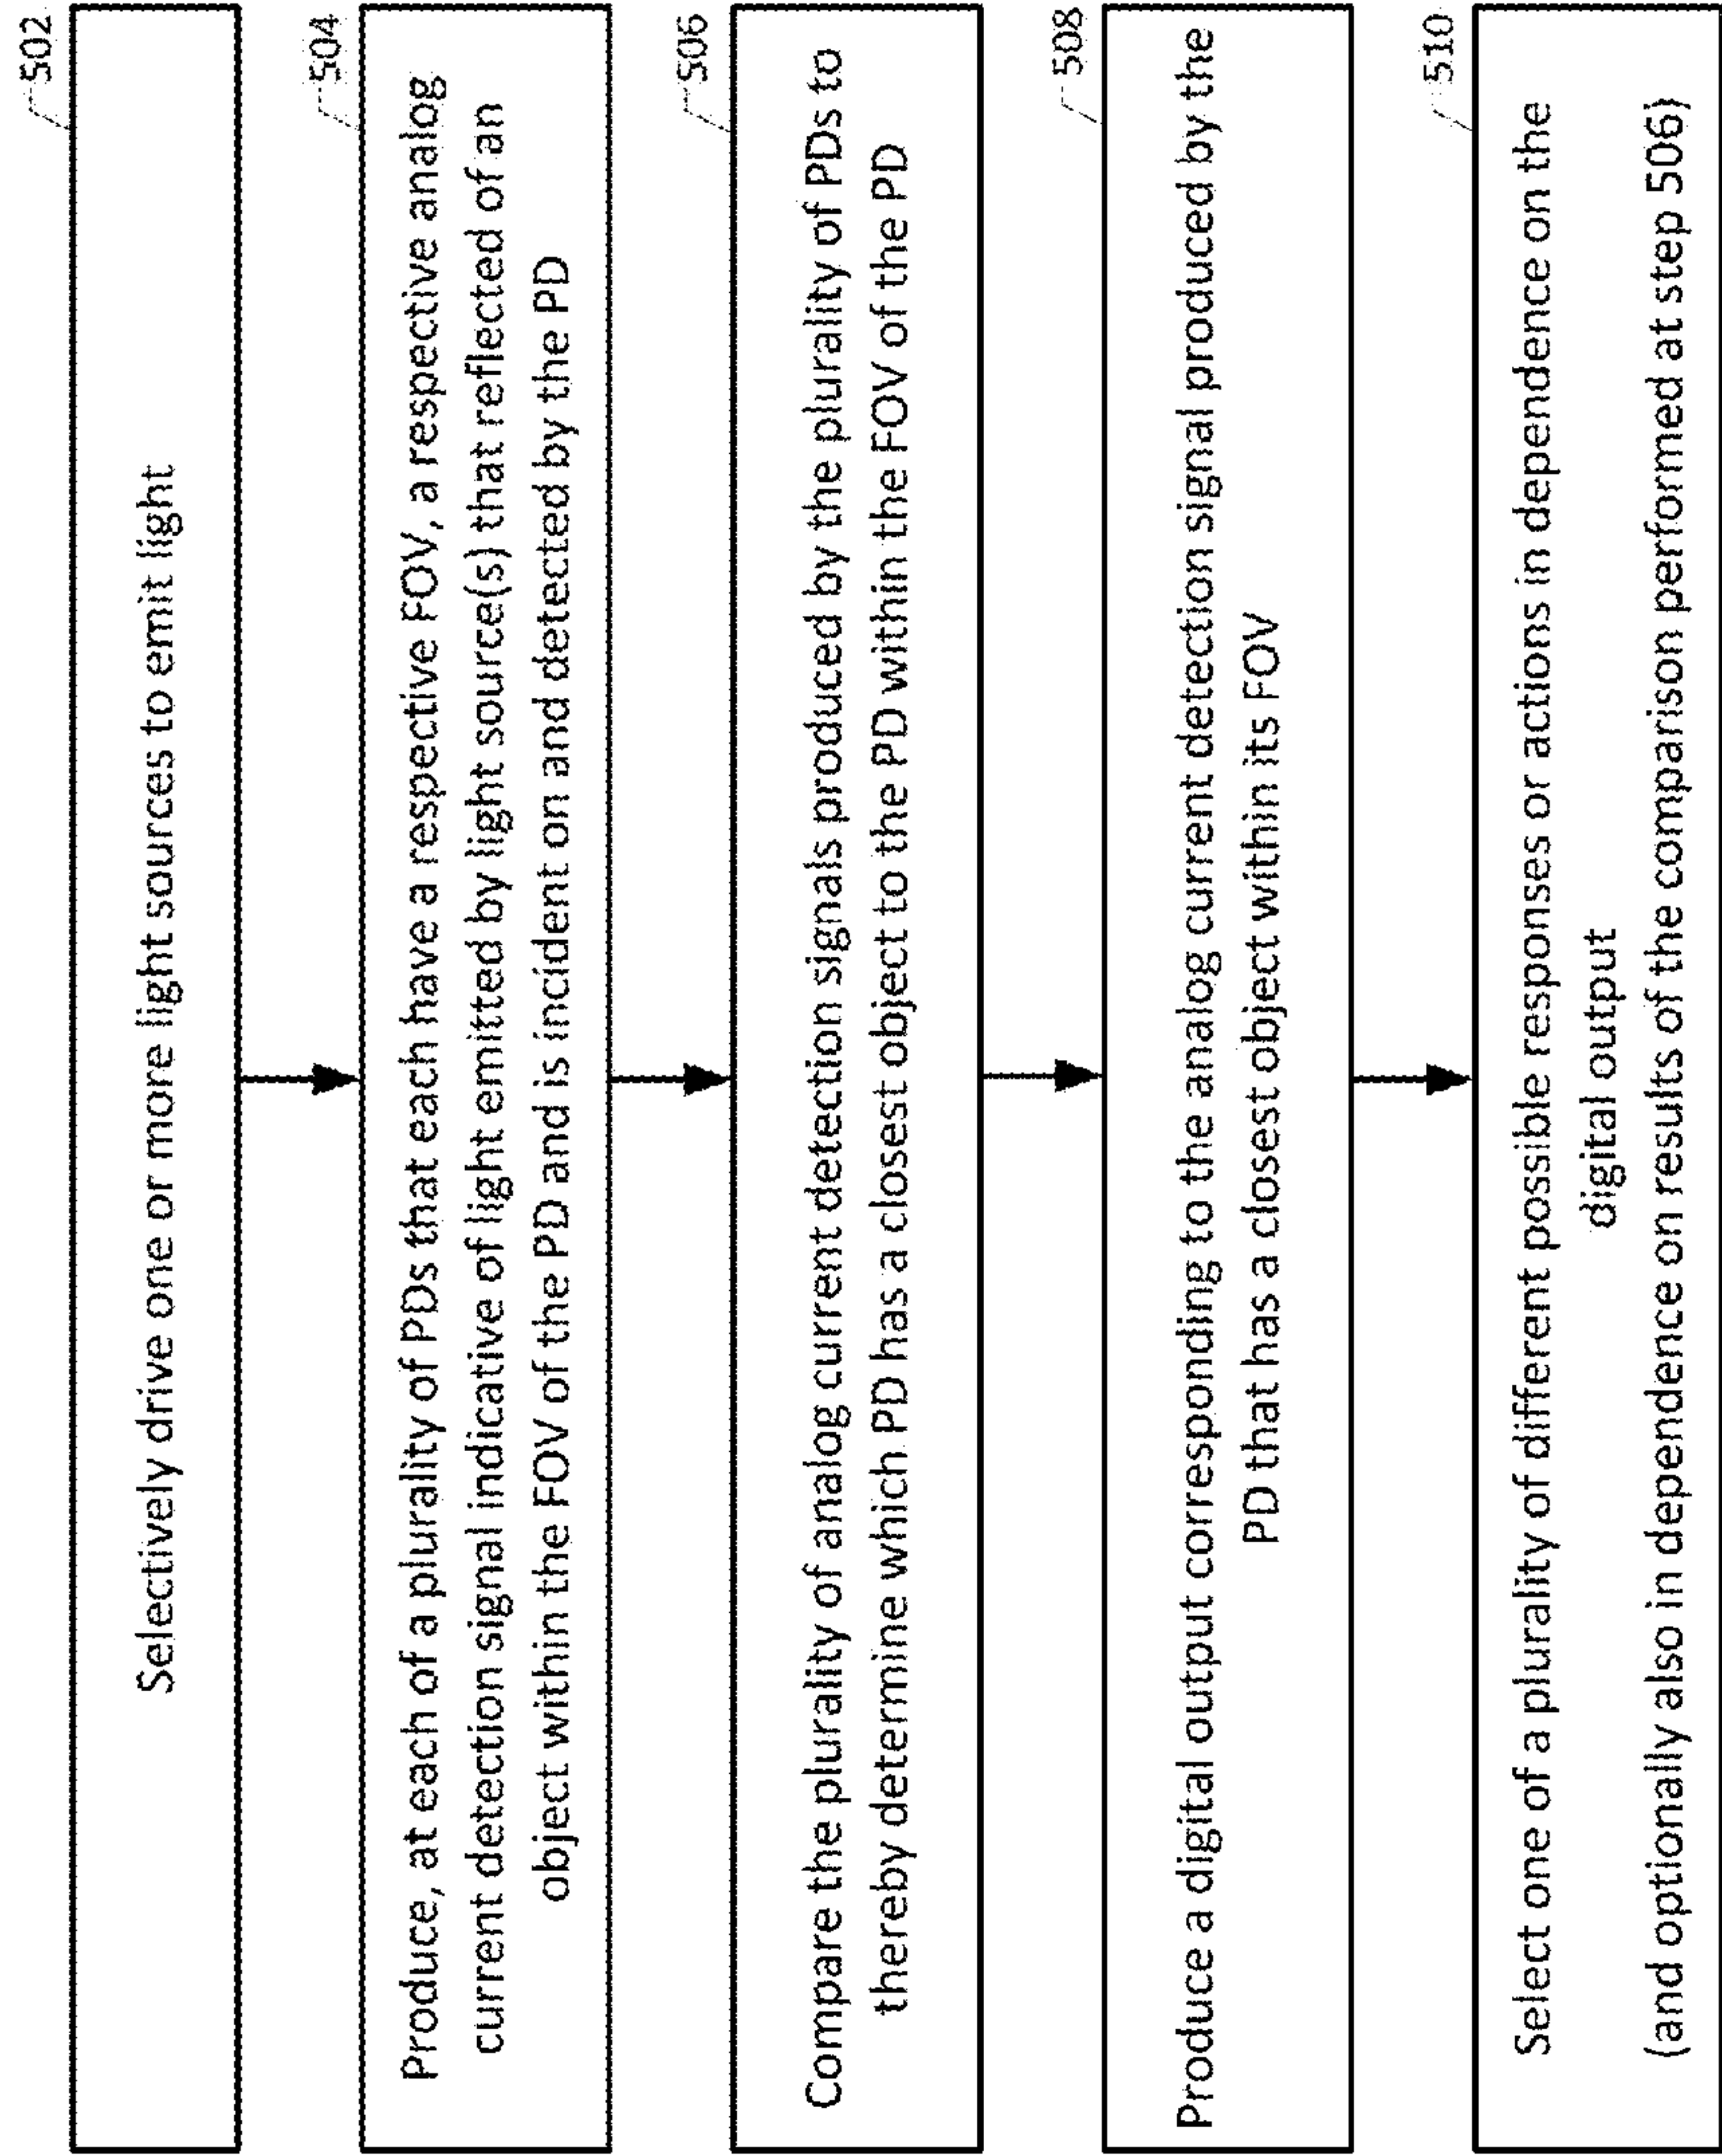 502
Selectively drive one or more light sources to emit light
504
Produce, at each of a plurality of PDs that each have a respective FOV, a respective analog
current detection signal indicative of light emitted by light source(s) that reflected of an
object within the FOV of the PD and is incident on and detected by the PD
506
Compare the plurality of analog current detection signals produced by the plurality of PDs to
thereby determine which PD has a closest object to the PD within the FOV of the PD
508
Produce a digital output corresponding to the analog current detection signal produced by the
PD that has a closest object within its FOV
510
Select one of a plurality of different possible responses or actions in dependence on the
digital output
(and optionally also in dependence on results of the comparison performed at step 506)